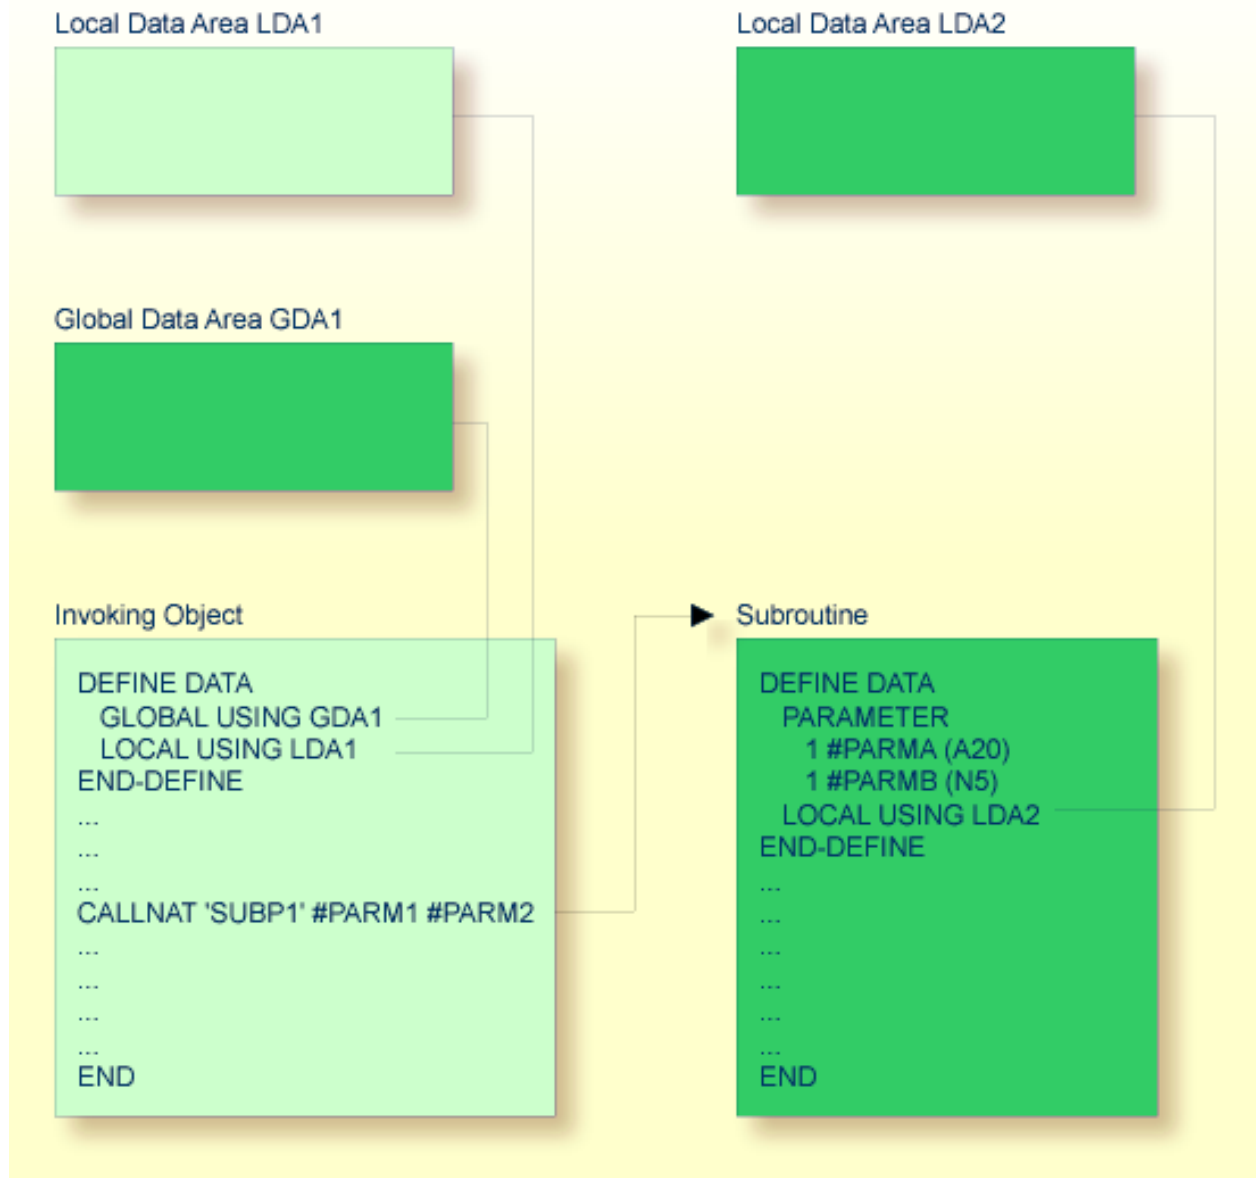 Local Data Area LDA1
Local Data Area LDA2
Global Data Area GDA1
Invoking Object
DEFINE DATA
GLOBAL USING GDA1
LOCAL USING LDA1
END-DEFINE
...
...
...
CALLNAT 'SUBP1' #PARM1 #PARM2
...
...
...
...
END
Subroutine
DEFINE DATA
PARAMETER
1 #PARMA (A20)
1 #PARMB (N5)
LOCAL USING LDA2
END-DEFINE
...
...
...
...
...
...
END